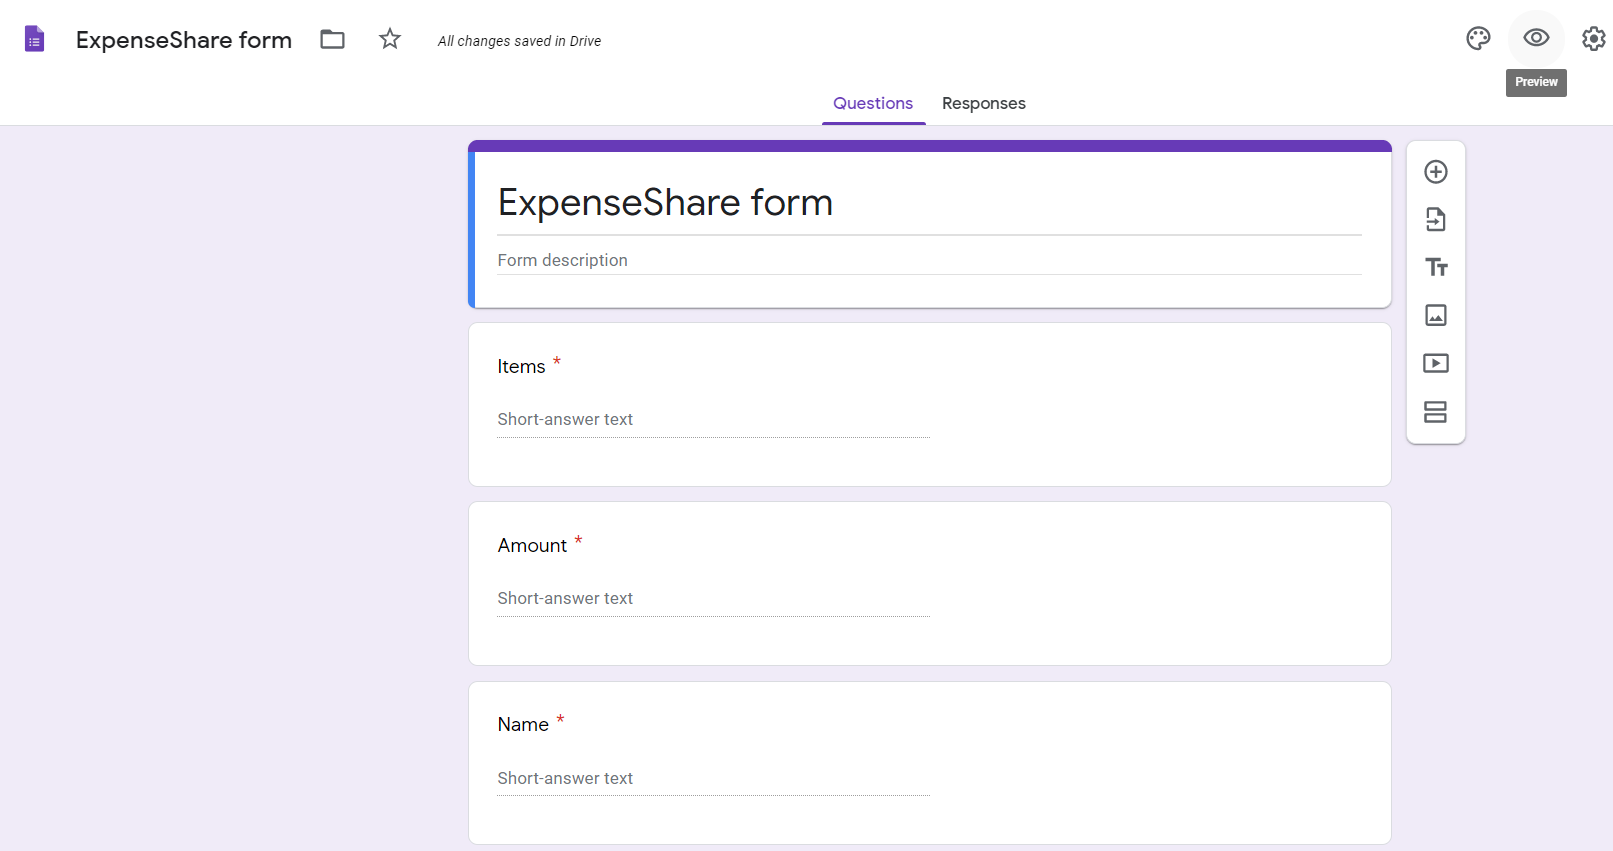 ExpenseShare form
All changes saved in Drive
Preview
Questions
Responses
ExpenseShare form
Form description
Items *
Short-answer text
Amount *
Short-answer text
Name *
Short-answer text